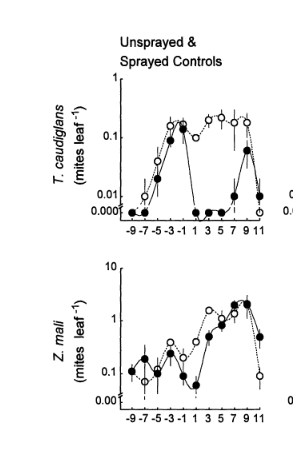 Unsprayed &
Sprayed Controls
T. caudiglans
(mites leaf -1)
1
0.1
0.01
0.000
-9 -7 -5 -3 -1 1 3 5 7 9 11
Z. mali
(mites leaf -1)
10
1
0.1
0.00
-9 -7 -5 -3 -1 1 3 5 7 9 11